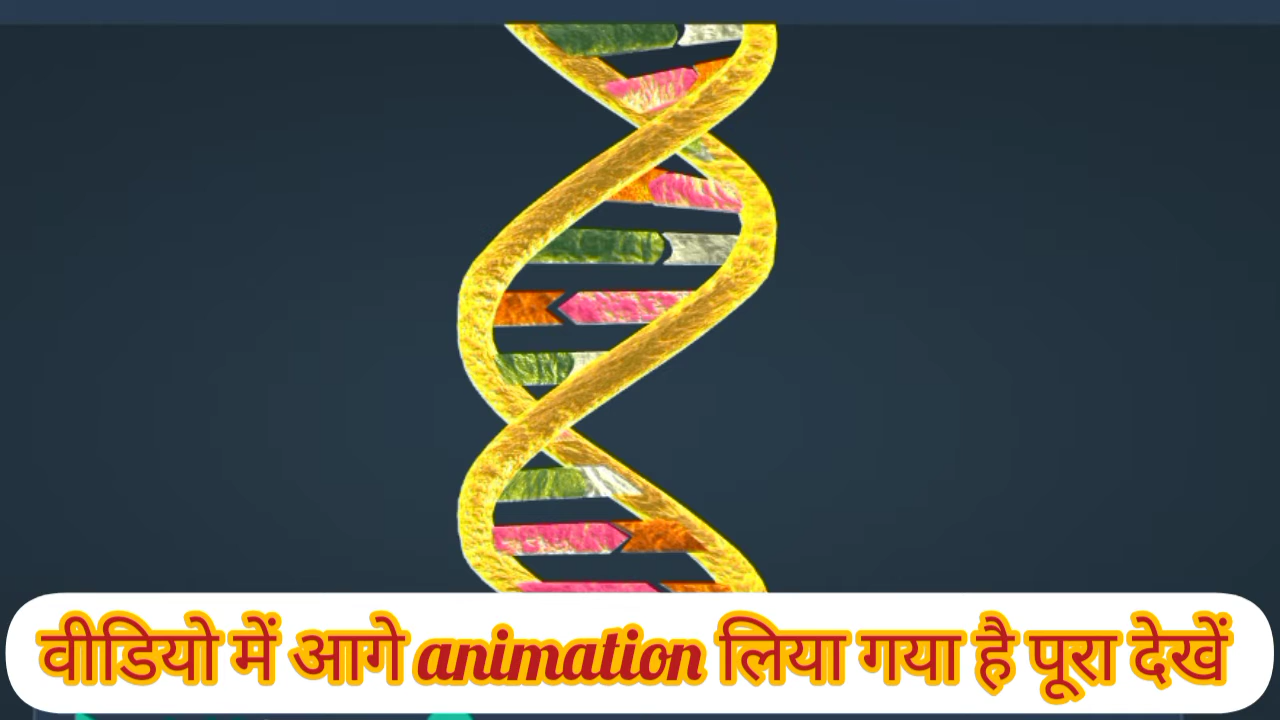 वीडियो में आगे animation लिया गया है पूरा देखें